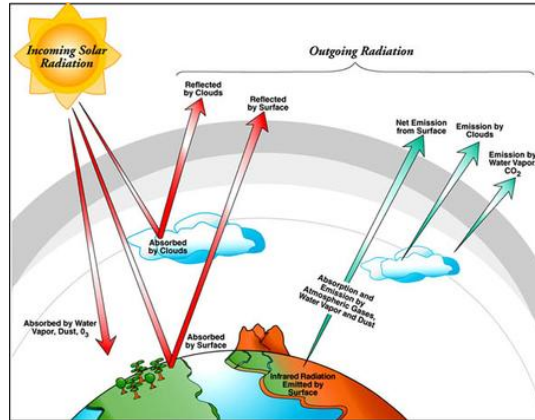 Incoming Solar
Radiation
Outgoing Radiation
Reflected
by Clouds
Reflected
by Surface
Net Emission
from Surface
Emission by
Clouds
Emission by
Water Vapor,
CO2
Absorbed
by Clouds
Absorption and
Emission by
Atmospheric Gases,
Water Vapor and Dust
Absorbed by Water
Vapor, Dust, 03
Absorbed
by Surface
Infrared Radiation
Emitted by
Surface